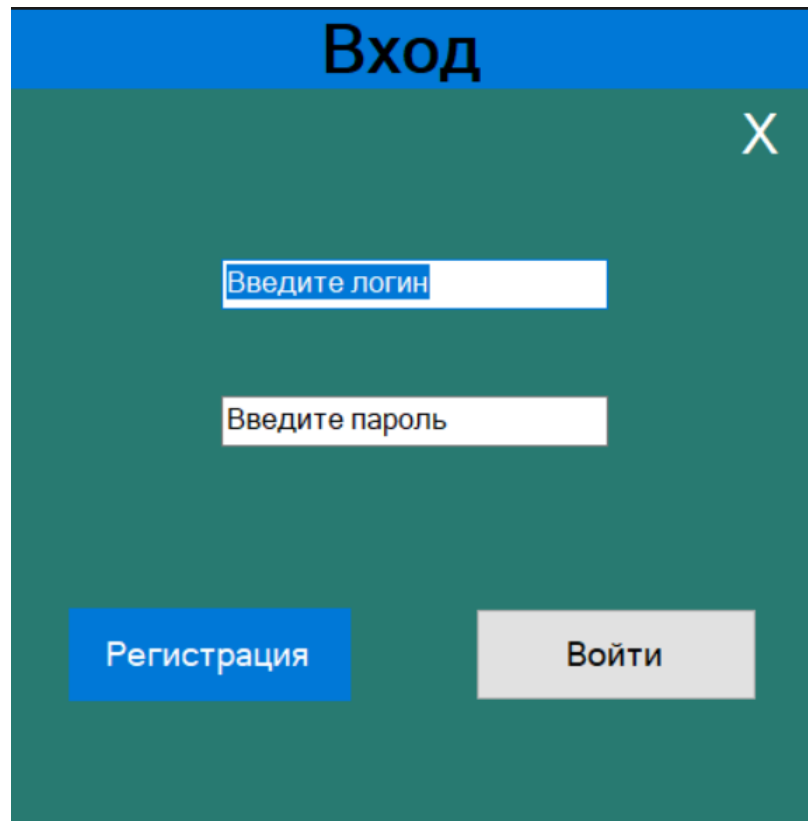 Вход
X
Введите логин
Введите пароль
Регистрация
Войти